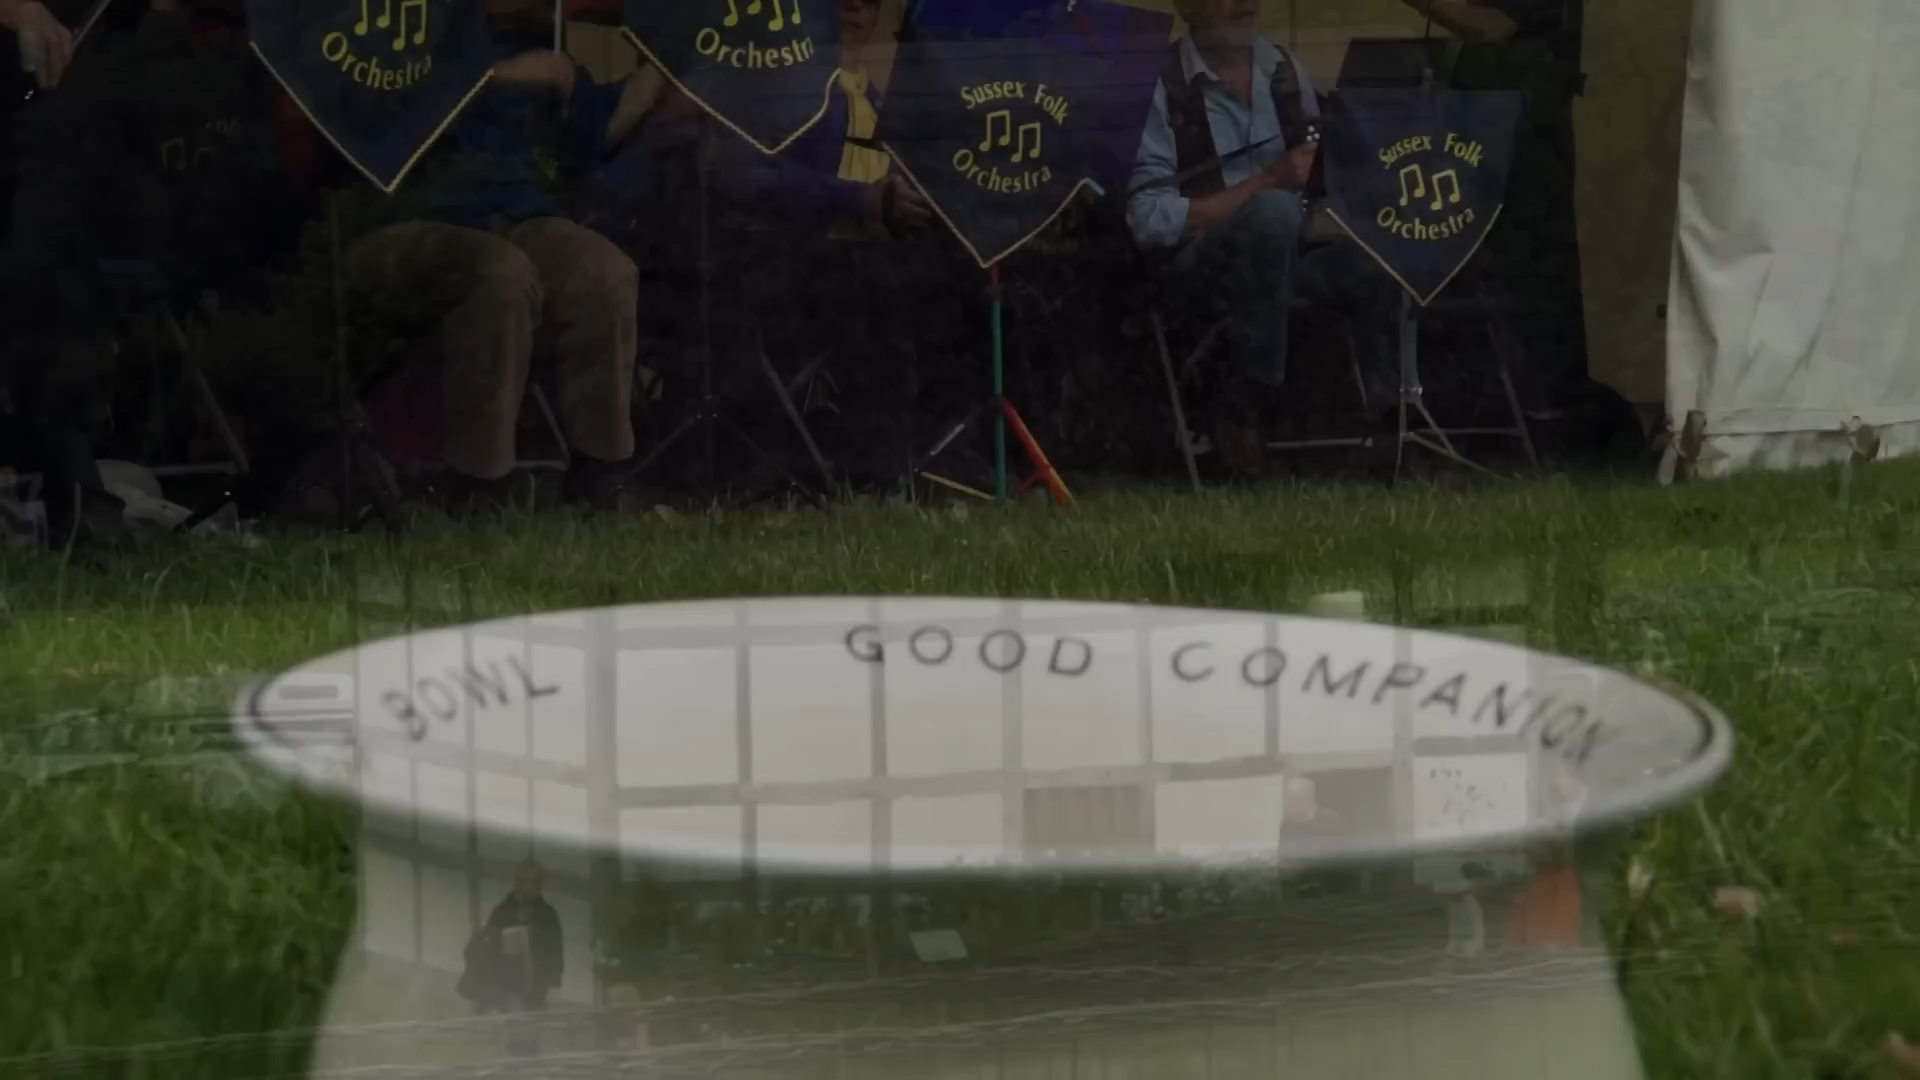 Orchestra
Orchestra
Sussex Folk
Orchestra
Sussex Folk
Orchestra
BOWL GOOD COMPANION